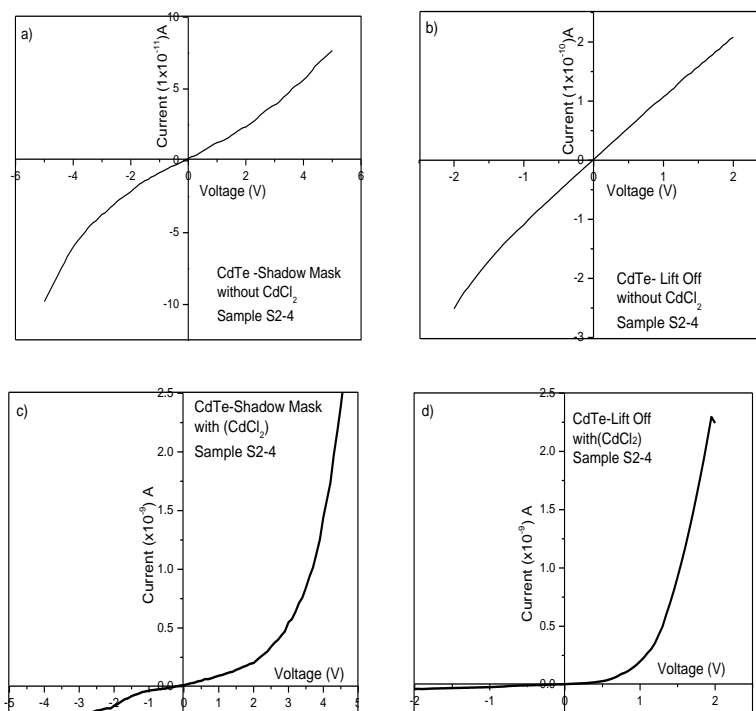 a)
10
5
0
-5
-10
-6
-4
-2
0
2
4
6
Current (1x10⁻¹¹)A
Voltage (V)
CdTe -Shadow Mask
without CdCl₂
Sample S2-4
b)
2
1
0
-1
-2
-3
-2
-1
0
1
2
Current (1x10⁻¹⁰)A
Voltage (V)
CdTe- Lift Off
without CdCl₂
Sample S2-4
c)
2.5
2.0
1.5
1.0
0.5
0.0
-5
-4
-3
-2
-1
0
1
2
3
4
5
Current (x10⁻⁹) A
Voltage (V)
CdTe-Shadow Mask
with (CdCl₂)
Sample S2-4
d)
2.5
2.0
1.5
1.0
0.5
0.0
-2
-1
0
1
2
Current (x10⁻⁹) A
Voltage (V)
CdTe-Lift Off
with(CdCl₂)
Sample S2-4